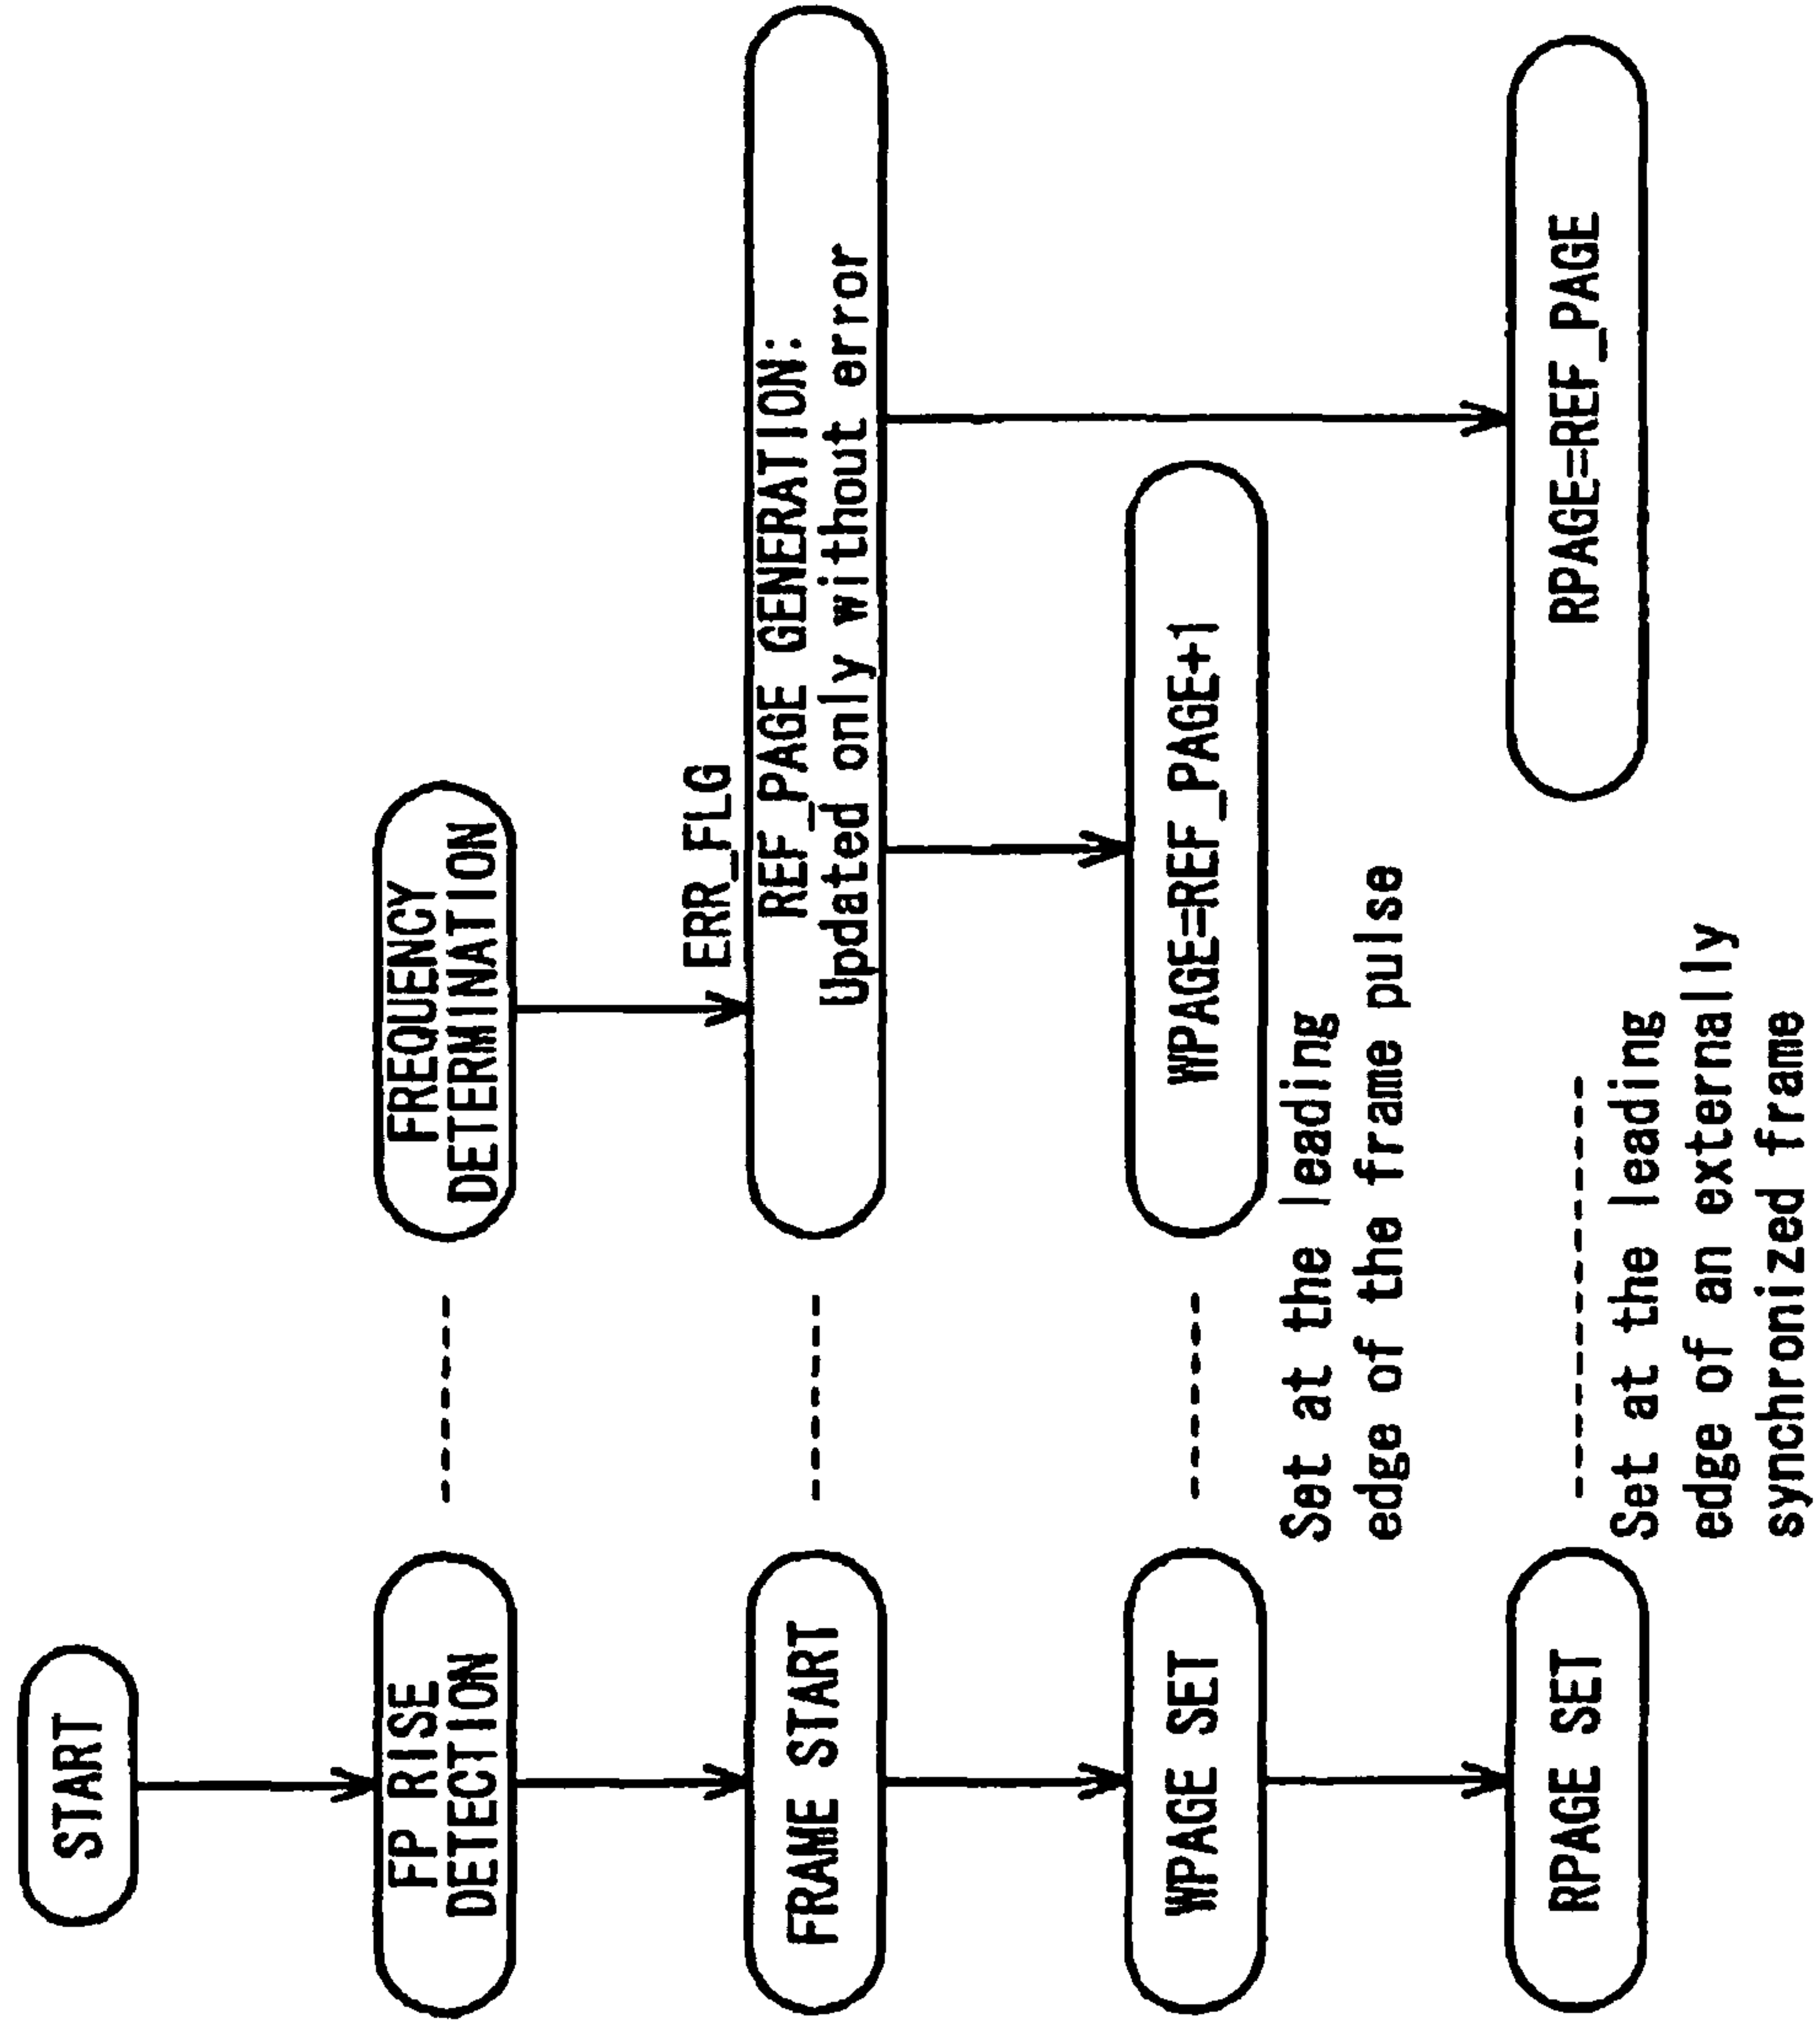 START
FP RISE
DETECTION
FREQUENCY
DETERMINATION
ERR_FLG
FRAME START
REF_PAGE GENERATION:
Updated only without error
WPAGE SET
WPAGE=REF_PAGE+1
Set at the leading
edge of the frame pulse
RPAGE SET
RPAGE=REF_PAGE
Set at the leading
edge of an externally
synchronized frame